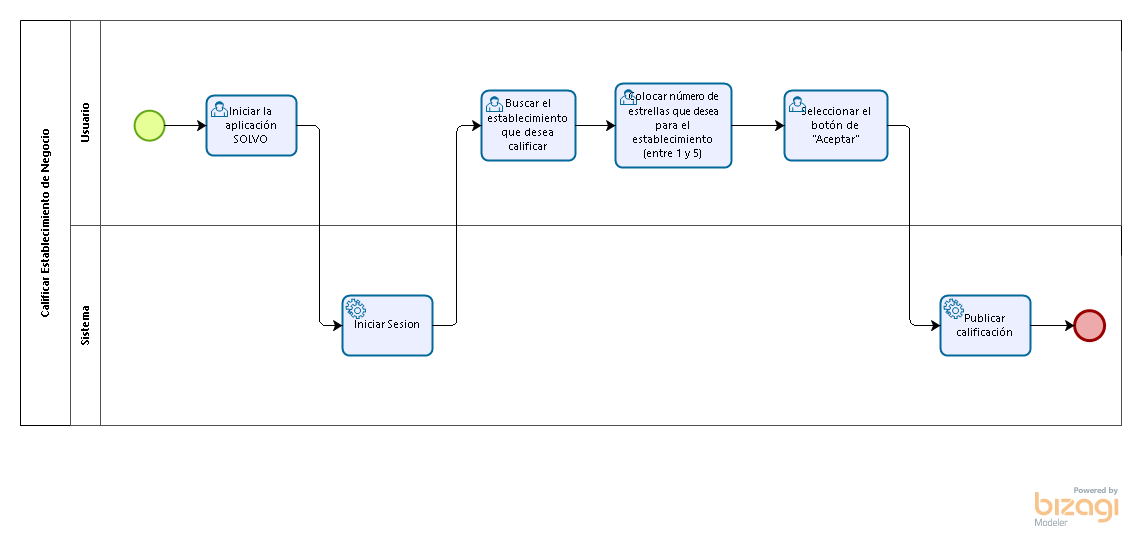 Calificar Establecimiento de Negocio
Usuario
Iniciar la
aplicación
SOLVO
Buscar el
establecimiento
que desea
calificar
Colocar número de
estrellas que desea
para el
establecimiento
(entre 1 y 5)
Seleccionar el
botón de
"Aceptar"
Sistema
Iniciar Sesion
Publicar
calificación
Powered by
bizagi
Modeler